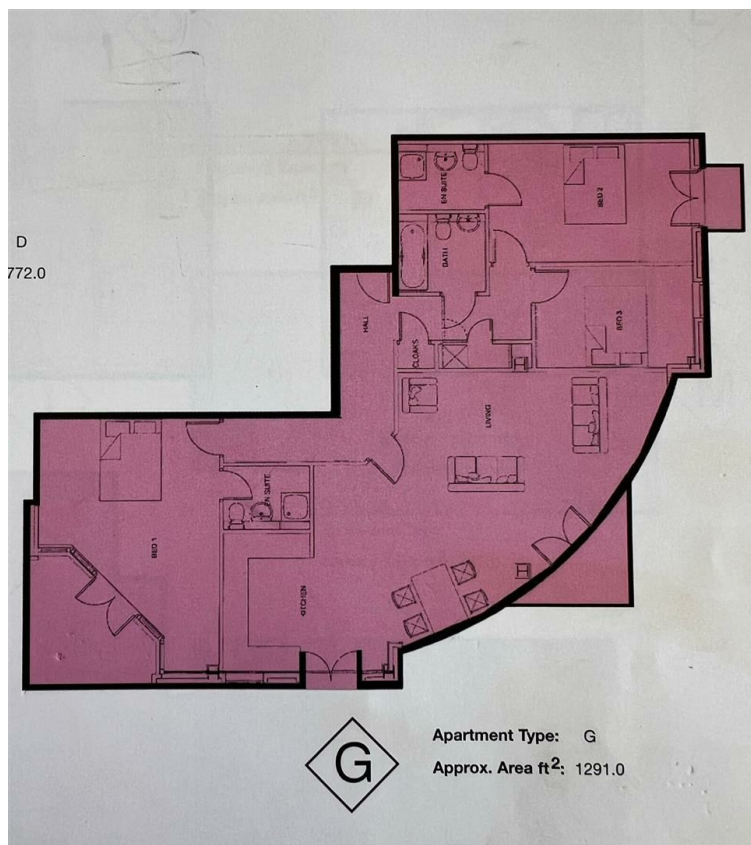 D
772.0
EN SUITE
BED 2
BATH
HALL
BED 3
CLOAKS
LIVING
EN SUITE
BED 1
KITCHEN
G
Apartment Type: G
Approx. Area ft²: 1291.0